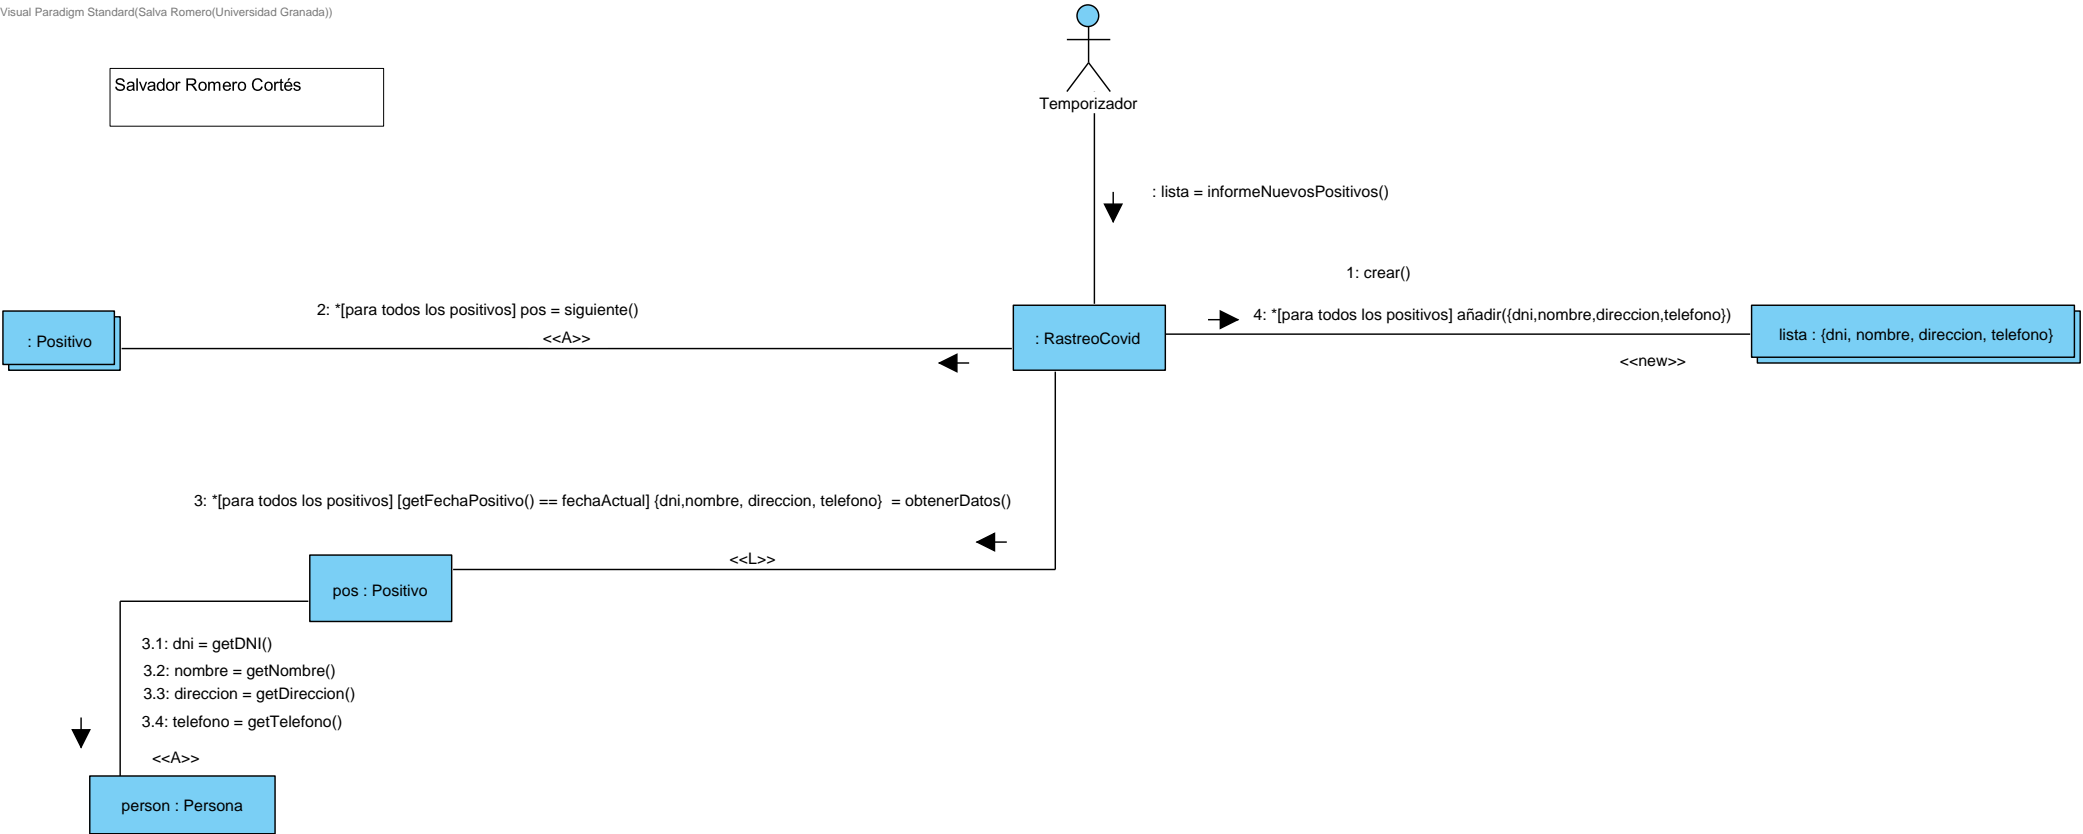 Visual Paradigm Standard(Salva Romero(Universidad Granada))
Salvador Romero Cortés
Temporizador
: lista = informeNuevosPositivos()
1: crear()
2: *[para todos los positivos] pos = siguiente()
4: *[para todos los positivos] añadir({dni,nombre,direccion,telefono})
: Positivo
<<A>>
: RastreoCovid
lista : {dni, nombre, direccion, telefono}
<<new>>
3: *[para todos los positivos] [getFechaPositivo() == fechaActual] {dni,nombre, direccion, telefono}  = obtenerDatos()
<<L>>
pos : Positivo
3.1: dni = getDNI()
3.2: nombre = getNombre()
3.3: direccion = getDireccion()
3.4: telefono = getTelefono()
<<A>>
person : Persona